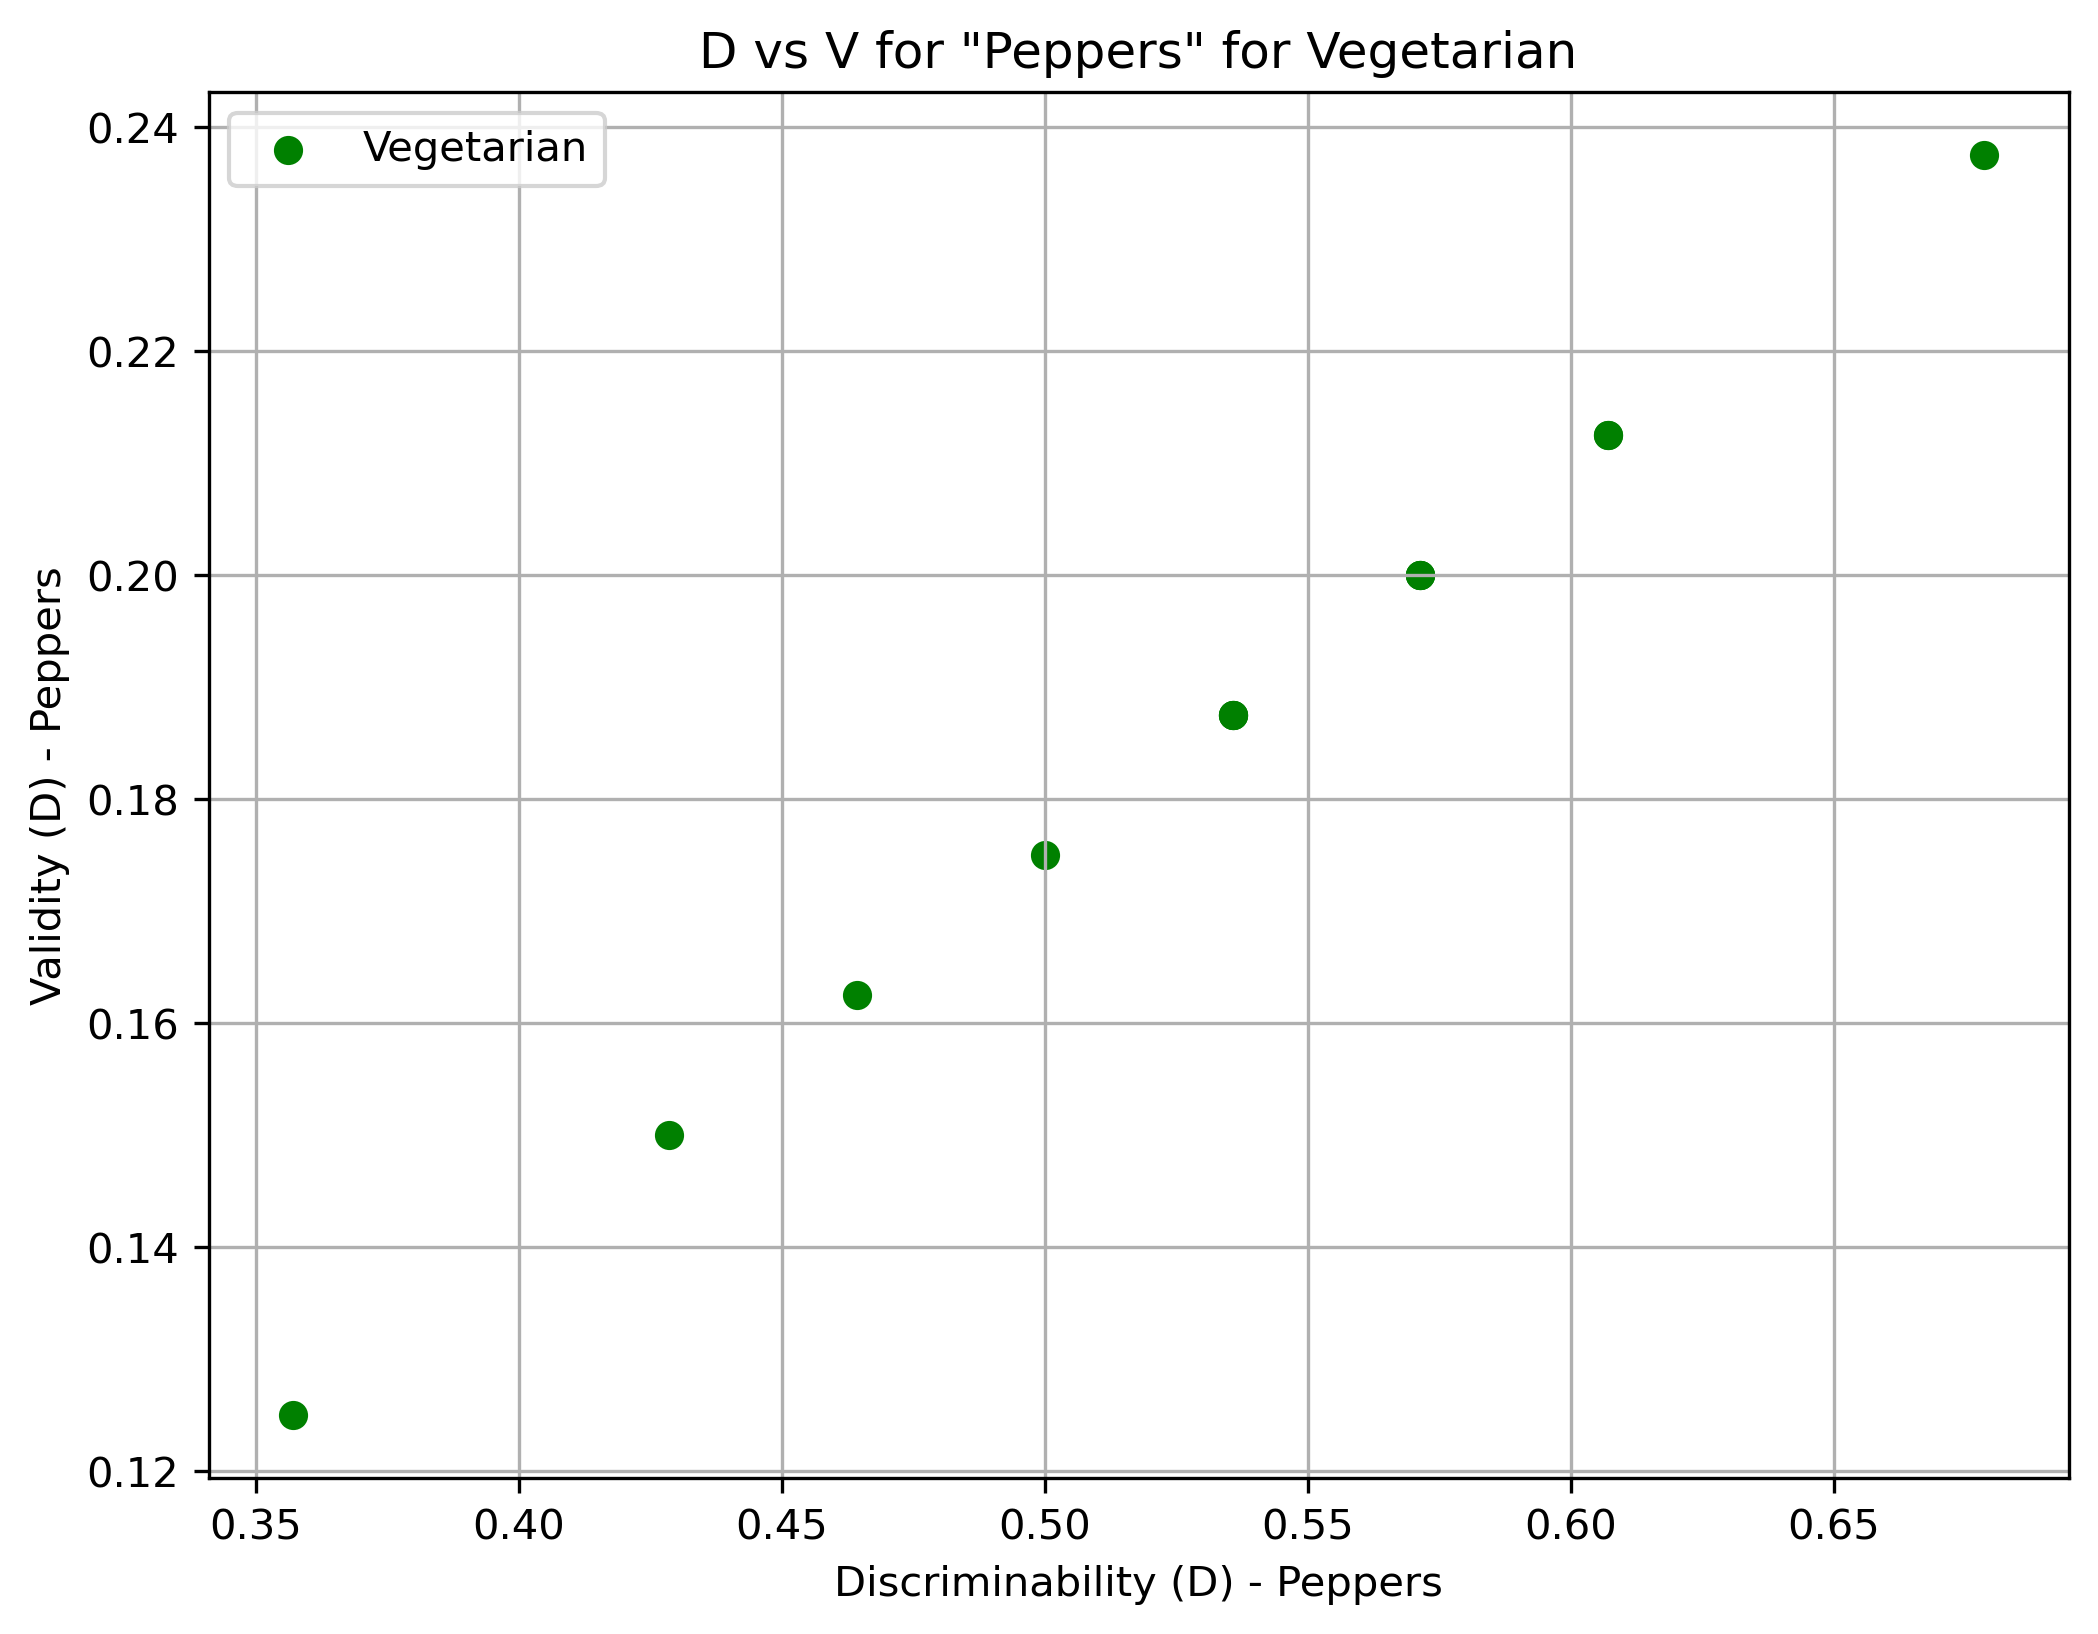 D vs V for "Peppers" for Vegetarian
Vegetarian
0.24
0.22
0.20
0.18
0.16
0.14
0.12
Validity (D) - Peppers
0.35 0.40 0.45 0.50 0.55 0.60 0.65
Discriminability (D) - Peppers